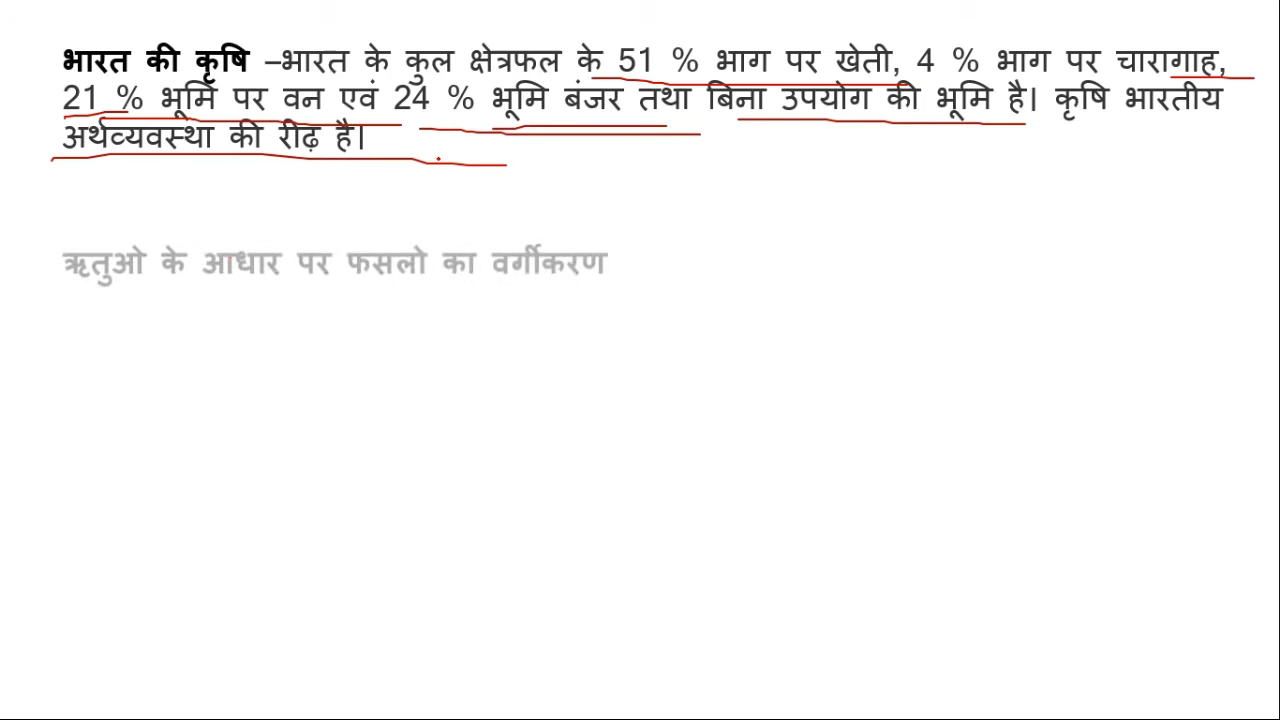 भारत की कृषि –भारत के कुल क्षेत्रफल के 51 % भाग पर खेती, 4 % भाग पर चारागाह,
21 % भूमि पर वन एवं 24 % भूमि बंजर तथा बिना उपयोग की भूमि है। कृषि भारतीय
अर्थव्यवस्था की रीढ़ है।
ऋतुओ के आधार पर फसलो का वर्गीकरण